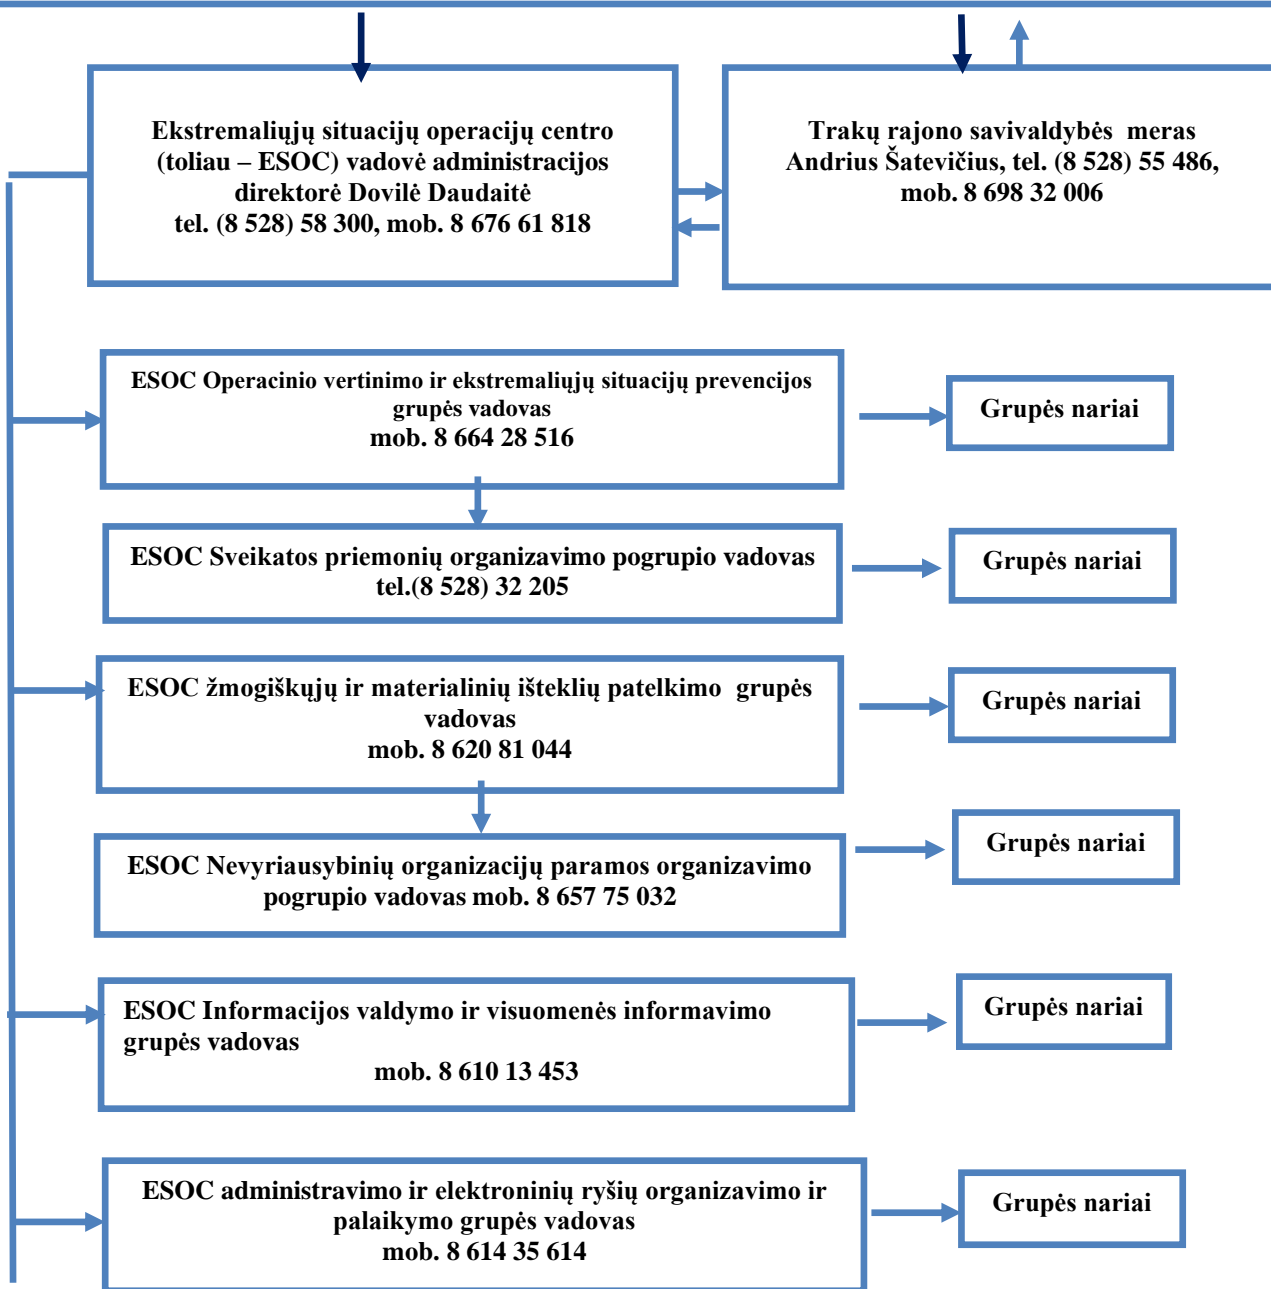 Ekstremaliųjų situacijų operacijų centro
(toliau – ESOC) vadovė administracijos
direktorė Dovilė Daudaitė
tel. (8 528) 58 300, mob. 8 676 61 818
Trakų rajono savivaldybės meras
Andrius Šatevičius, tel. (8 528) 55 486,
mob. 8 698 32 006
ESOC Operacinio vertinimo ir ekstremaliųjų situacijų prevencijos
grupės vadovas
mob. 8 664 28 516
Grupės nariai
ESOC Sveikatos priemonių organizavimo pogrupio vadovas
tel.(8 528) 32 205
Grupės nariai
ESOC žmogiškųjų ir materialinių išteklių patelkimo grupės
vadovas
mob. 8 620 81 044
Grupės nariai
ESOC Nevyriausybinių organizacijų paramos organizavimo
pogrupio vadovas mob. 8 657 75 032
Grupės nariai
ESOC Informacijos valdymo ir visuomenės informavimo
grupės vadovas
mob. 8 610 13 453
Grupės nariai
ESOC administravimo ir elektroninių ryšių organizavimo ir
palaikymo grupės vadovas
mob. 8 614 35 614
Grupės nariai